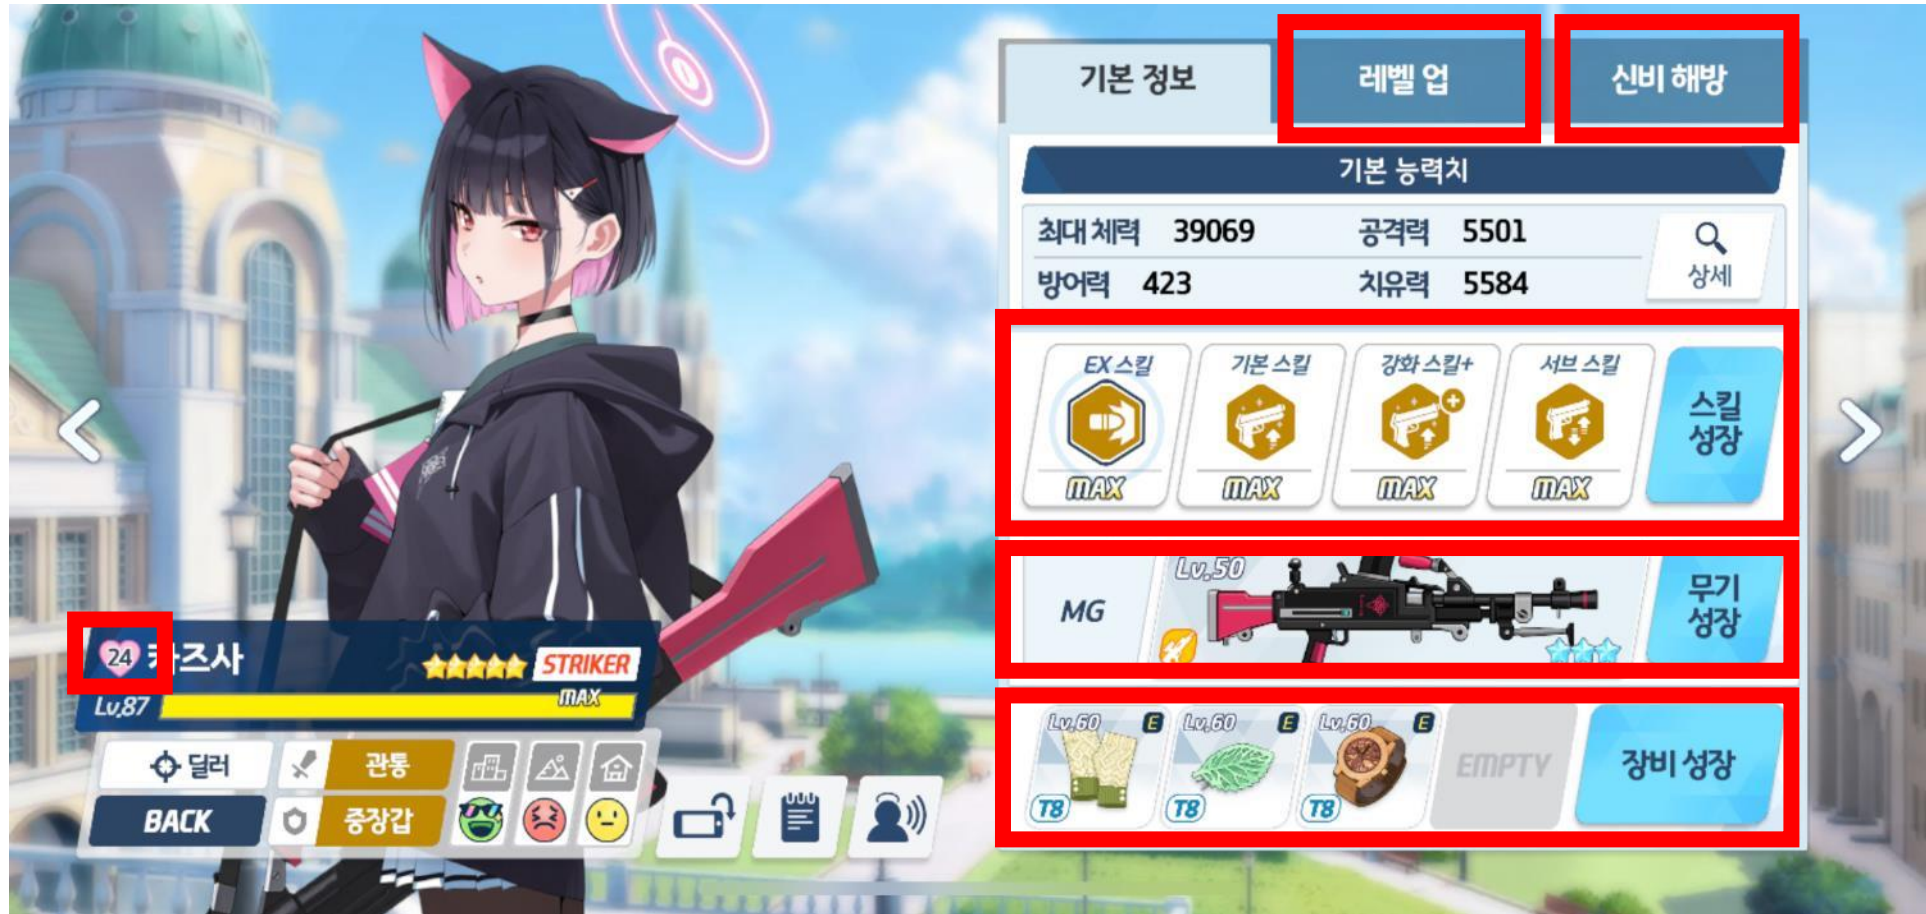 기본 정보
레벨 업
신비 해방
기본 능력치
최대 체력 39069 공격력 5501
방어력 423 치유력 5584
상세
EX 스킬 기본 스킬 강화 스킬+ 서브 스킬
MAX MAX MAX MAX
스킬
성장
MG
Lv.50
무기
성장
Lv.60 E Lv.60 E Lv.60 E
T8 T8 T8
EMPTY
장비 성장
24 카즈사
STRIKER
Lv.87 MAX
딜러 관통
BACK 중장갑